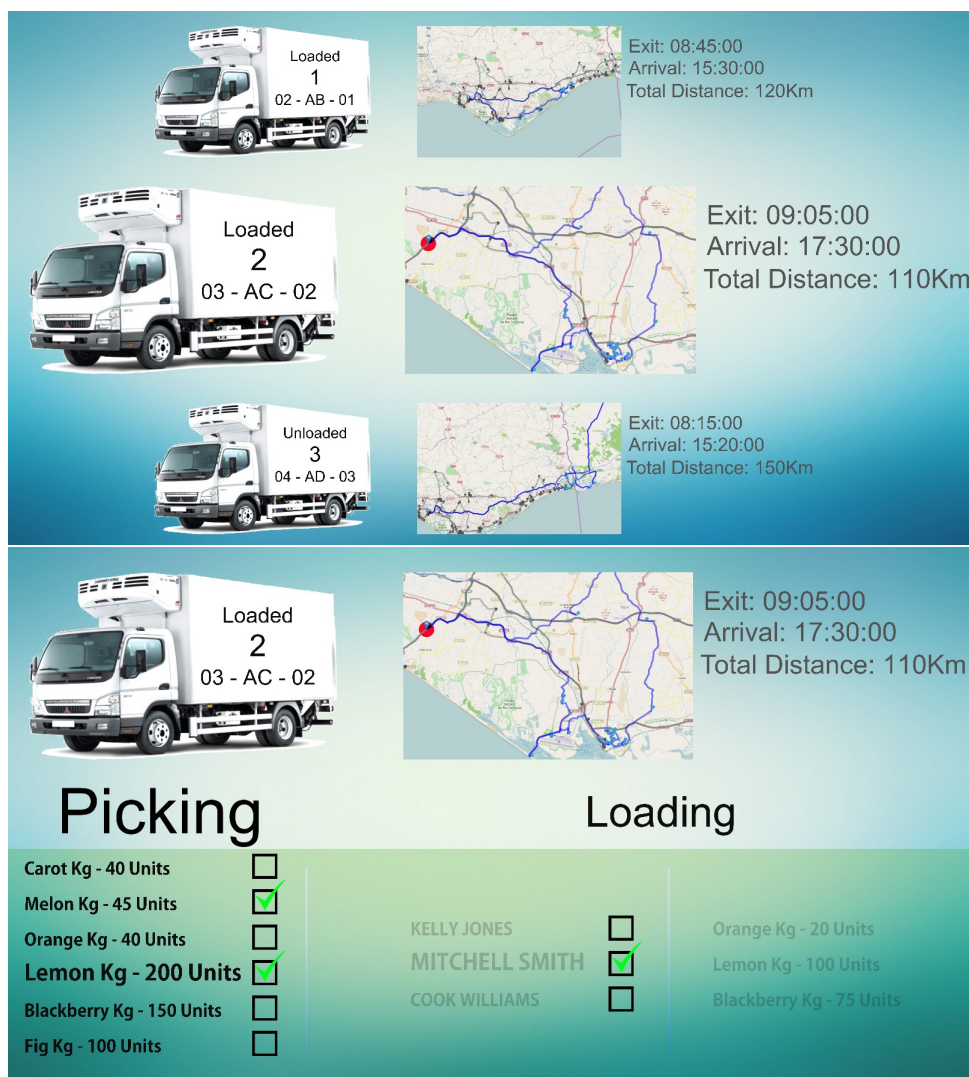 Loaded
1
02 - AB - 01
Exit: 08:45:00
Arrival: 15:30:00
Total Distance: 120Km
Loaded
2
03 - AC - 02
Exit: 09:05:00
Arrival: 17:30:00
Total Distance: 110Km
Unloaded
3
04 - AD - 03
Exit: 08:15:00
Arrival: 15:20:00
Total Distance: 150Km
Loaded
2
03 - AC - 02
Exit: 09:05:00
Arrival: 17:30:00
Total Distance: 110Km
Picking
Loading
Carot Kg - 40 Units
Melon Kg - 45 Units
Orange Kg - 40 Units
Lemon Kg - 200 Units
Blackberry Kg - 150 Units
Fig Kg - 100 Units
KELLY JONES
MITCHELL SMITH
COOK WILLIAMS
Orange Kg - 20 Units
Lemon Kg - 100 Units
Blackberry Kg - 75 Units